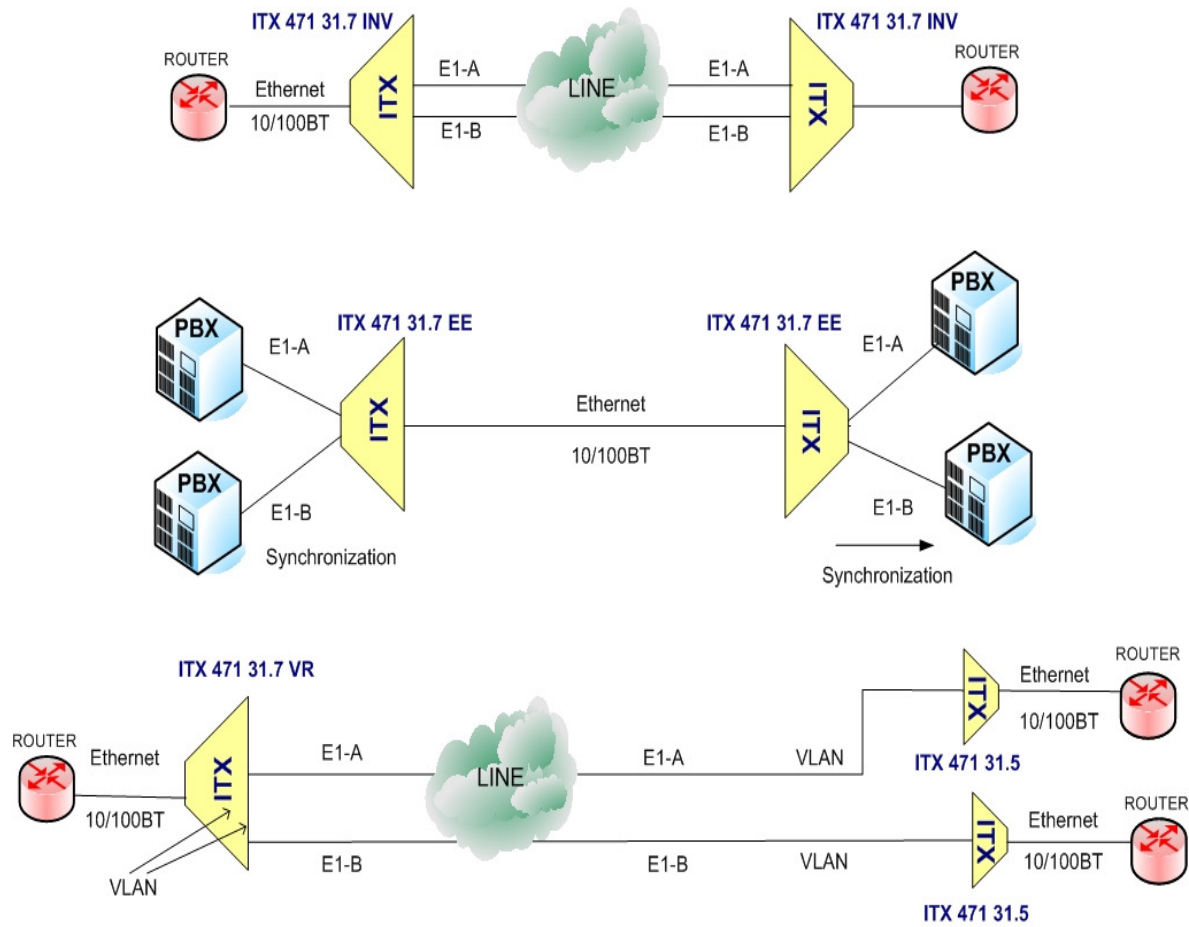 ITX 471 31.7 INV
ITX 471 31.7 INV
ROUTER
ROUTER
Ethernet
10/100BT
ITX
E1-A
E1-B
LINE
E1-A
E1-B
ITX
PBX
PBX
ITX 471 31.7 EE
ITX 471 31.7 EE
E1-A
E1-A
ITX
Ethernet
10/100BT
ITX
PBX
PBX
E1-B
E1-B
Synchronization
Synchronization
ITX 471 31.7 VR
ROUTER
ROUTER
Ethernet
10/100BT
ITX
VLAN
E1-A
LINE
E1-A
VLAN
ITX
Ethernet
10/100BT
ITX 471 31.5
E1-B
E1-B
VLAN
ITX
Ethernet
10/100BT
ROUTER
ITX 471 31.5